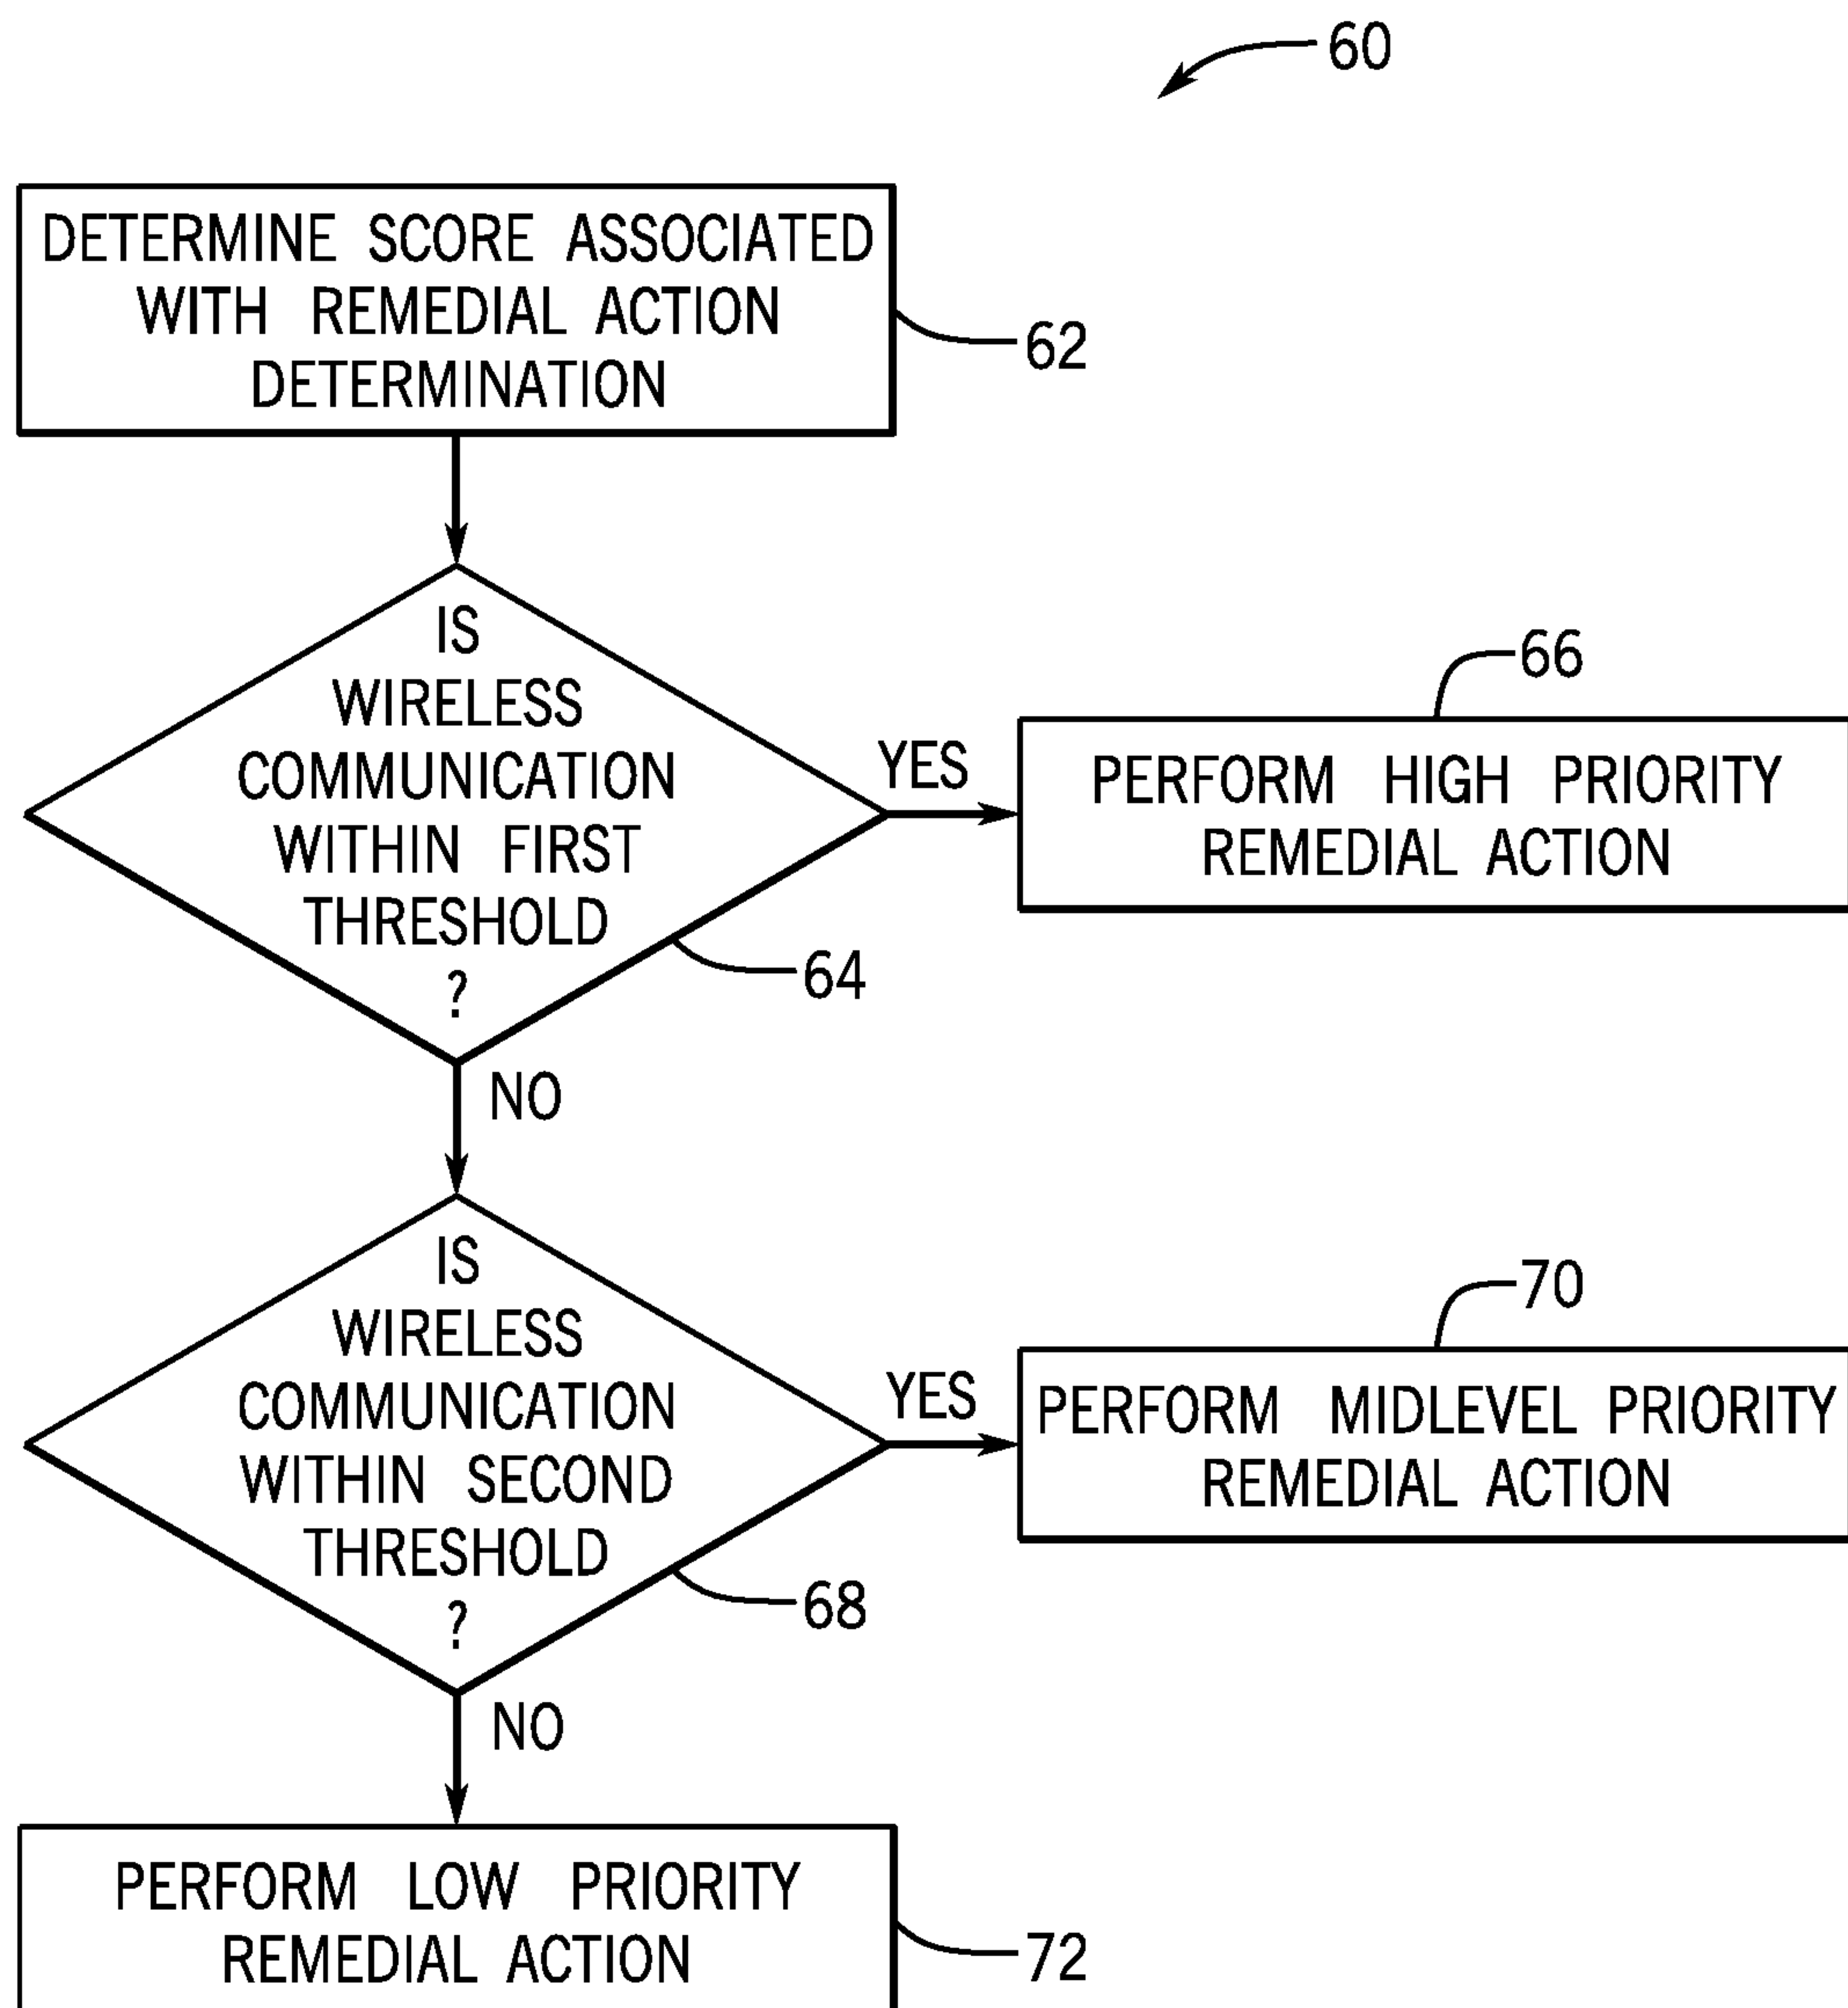 60
DETERMINE SCORE ASSOCIATED
WITH REMEDIAL ACTION
DETERMINATION
62
IS
WIRELESS
COMMUNICATION
WITHIN FIRST
THRESHOLD
?
64
YES
66
PERFORM HIGH PRIORITY
REMEDIAL ACTION
NO
IS
WIRELESS
COMMUNICATION
WITHIN SECOND
THRESHOLD
?
68
YES
70
PERFORM MIDLEVEL PRIORITY
REMEDIAL ACTION
NO
PERFORM LOW PRIORITY
REMEDIAL ACTION
72